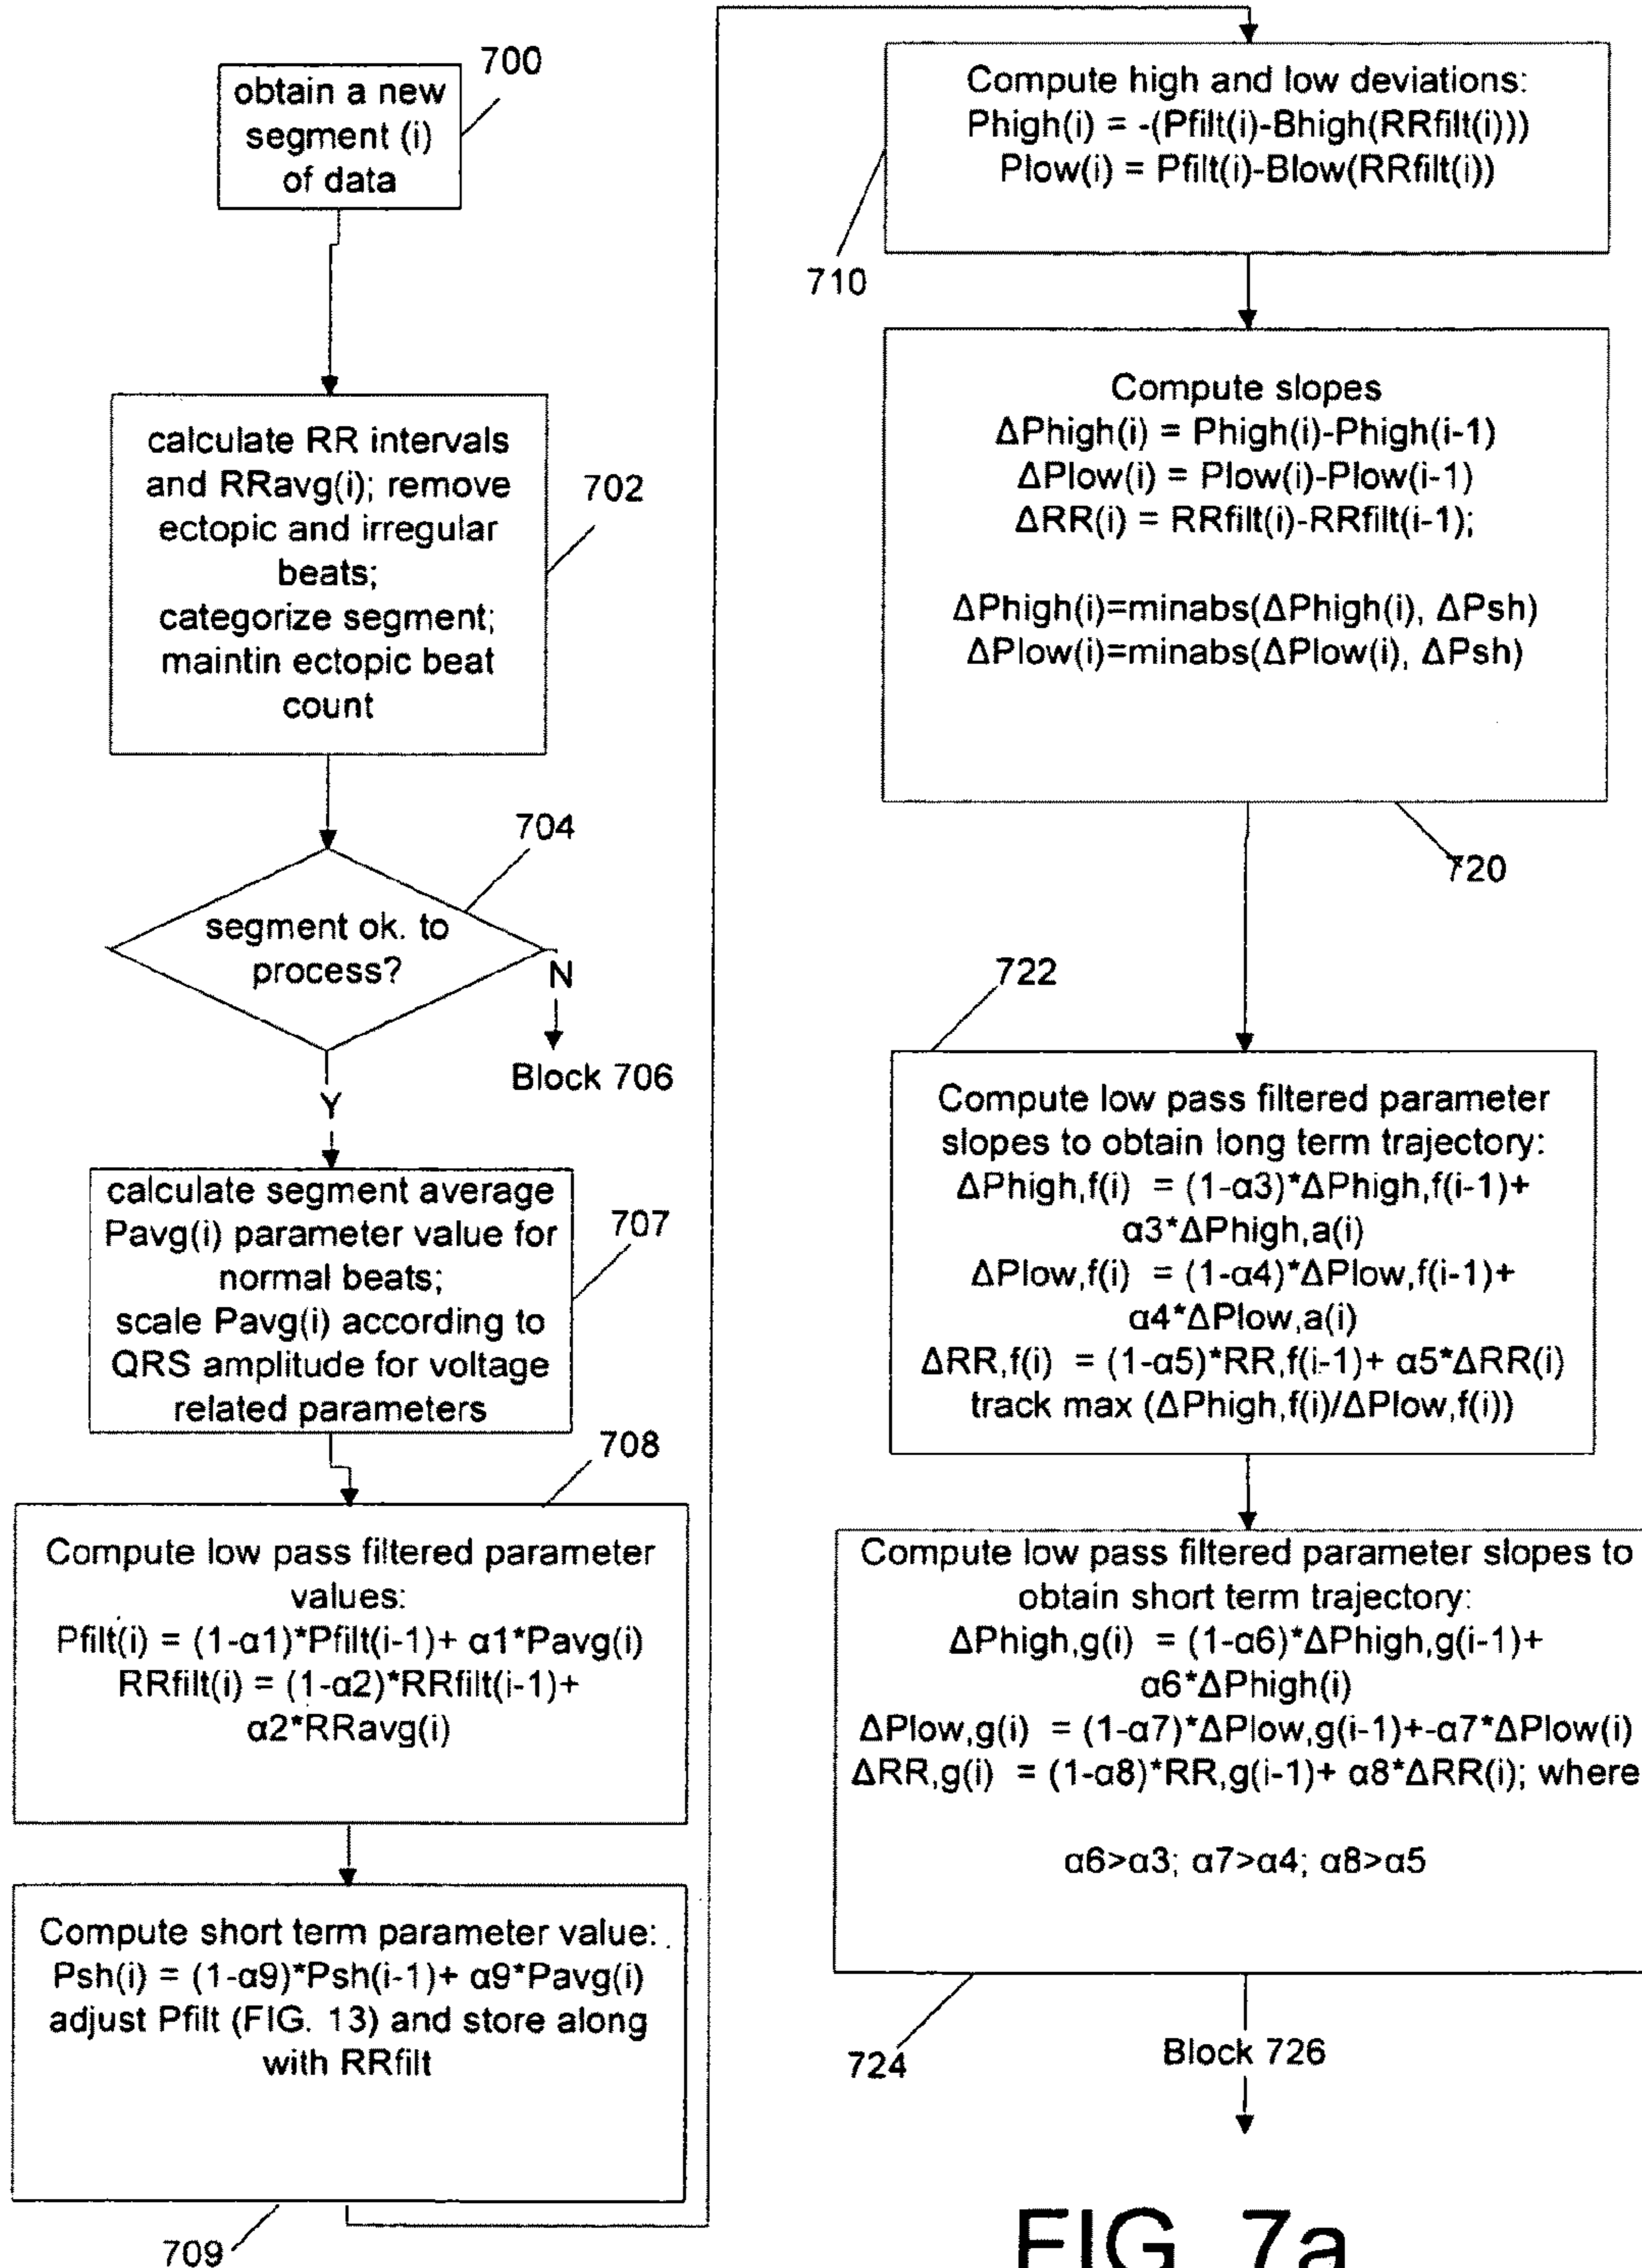 700
obtain a new
segment (i)
of data
calculate RR intervals
and RRavg(i); remove
ectopic and irregular
beats;
categorize segment;
maintin ectopic beat
count
702
704
segment ok. to
process?
N
Block 706
Y
calculate segment average
Pavg(i) parameter value for
normal beats;
scale Pavg(i) according to
QRS amplitude for voltage
related parameters
707
708
Compute low pass filtered parameter
values:
Pfilt(i) = (1-α1)*Pfilt(i-1)+ α1*Pavg(i)
RRfilt(i) = (1-α2)*RRfilt(i-1)+
α2*RRavg(i)
Compute short term parameter value:
Psh(i) = (1-α9)*Psh(i-1)+ α9*Pavg(i)
adjust Pfilt (FIG. 13) and store along
with RRfilt
709
Compute high and low deviations:
Phigh(i) = -(Pfilt(i)-Bhigh(RRfilt(i)))
Plow(i) = Pfilt(i)-Blow(RRfilt(i))
710
Compute slopes
ΔPhigh(i) = Phigh(i)-Phigh(i-1)
ΔPlow(i) = Plow(i)-Plow(i-1)
ΔRR(i) = RRfilt(i)-RRfilt(i-1);
ΔPhigh(i)=minabs(ΔPhigh(i), ΔPsh)
ΔPlow(i)=minabs(ΔPlow(i), ΔPsh)
720
722
Compute low pass filtered parameter
slopes to obtain long term trajectory:
ΔPhigh,f(i) = (1-α3)*ΔPhigh,f(i-1)+
α3*ΔPhigh,a(i)
ΔPlow,f(i) = (1-α4)*ΔPlow,f(i-1)+
α4*ΔPlow,a(i)
ΔRR,f(i) = (1-α5)*RR,f(i-1)+ α5*ΔRR(i)
track max (ΔPhigh,f(i)/ΔPlow,f(i))
Compute low pass filtered parameter slopes to
obtain short term trajectory:
ΔPhigh,g(i) = (1-α6)*ΔPhigh,g(i-1)+
α6*ΔPhigh(i)
ΔPlow,g(i) = (1-α7)*ΔPlow,g(i-1)+-α7*ΔPlow(i)
ΔRR,g(i) = (1-α8)*RR,g(i-1)+ α8*ΔRR(i); where
α6>α3; α7>α4; α8>α5
724
Block 726
FIG. 7a